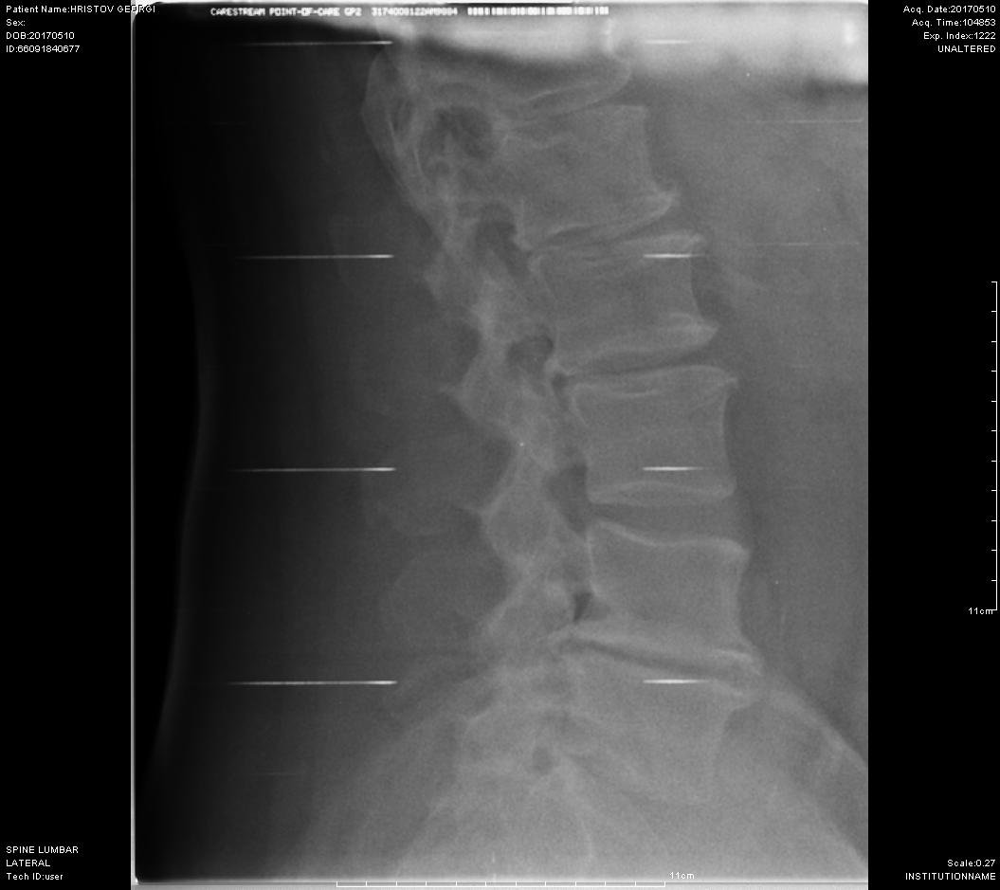 Patient Name:HRISTOV GEORGI
Sex:
DOB:20170510
ID:66091840677
CARESTREAM POINT-OF-CARE GP2
Acq. Date:20170510
Acq. Time:104853
Exp. Index:1222
UNALTERED
11cm
SPINE LUMBAR
LATERAL
Tech ID:user
11cm
Scale:0.27
INSTITUTIONNAME